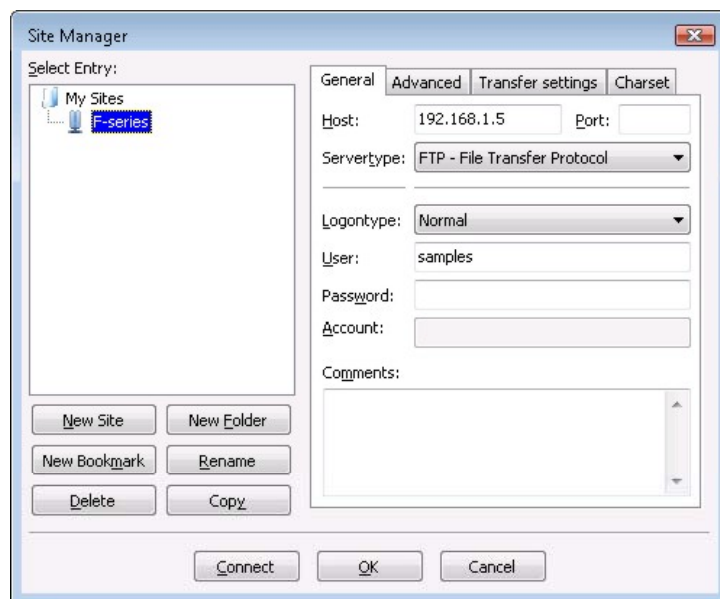 Site Manager
Select Entry:
My Sites
F-series
New Site
New Folder
New Bookmark
Rename
Delete
Copy
General
Advanced
Transfer settings
Charset
Host:
192.168.1.5
Port:
Servertype:
FTP - File Transfer Protocol
Logontype:
Normal
User:
samples
Password:
Account:
Comments:
Connect
OK
Cancel